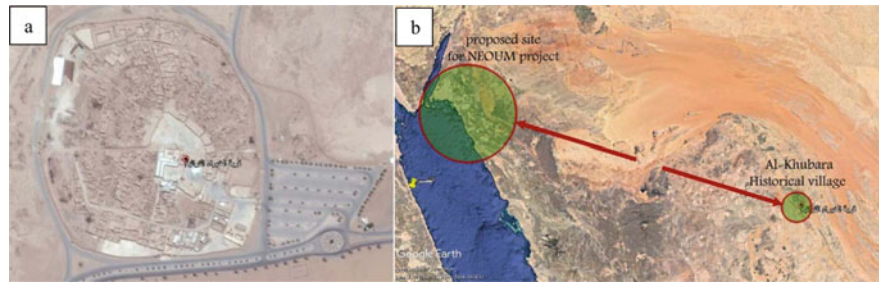 a
b
proposed site
for NEOUM project
Al-Khubara
Historical village
Google Earth